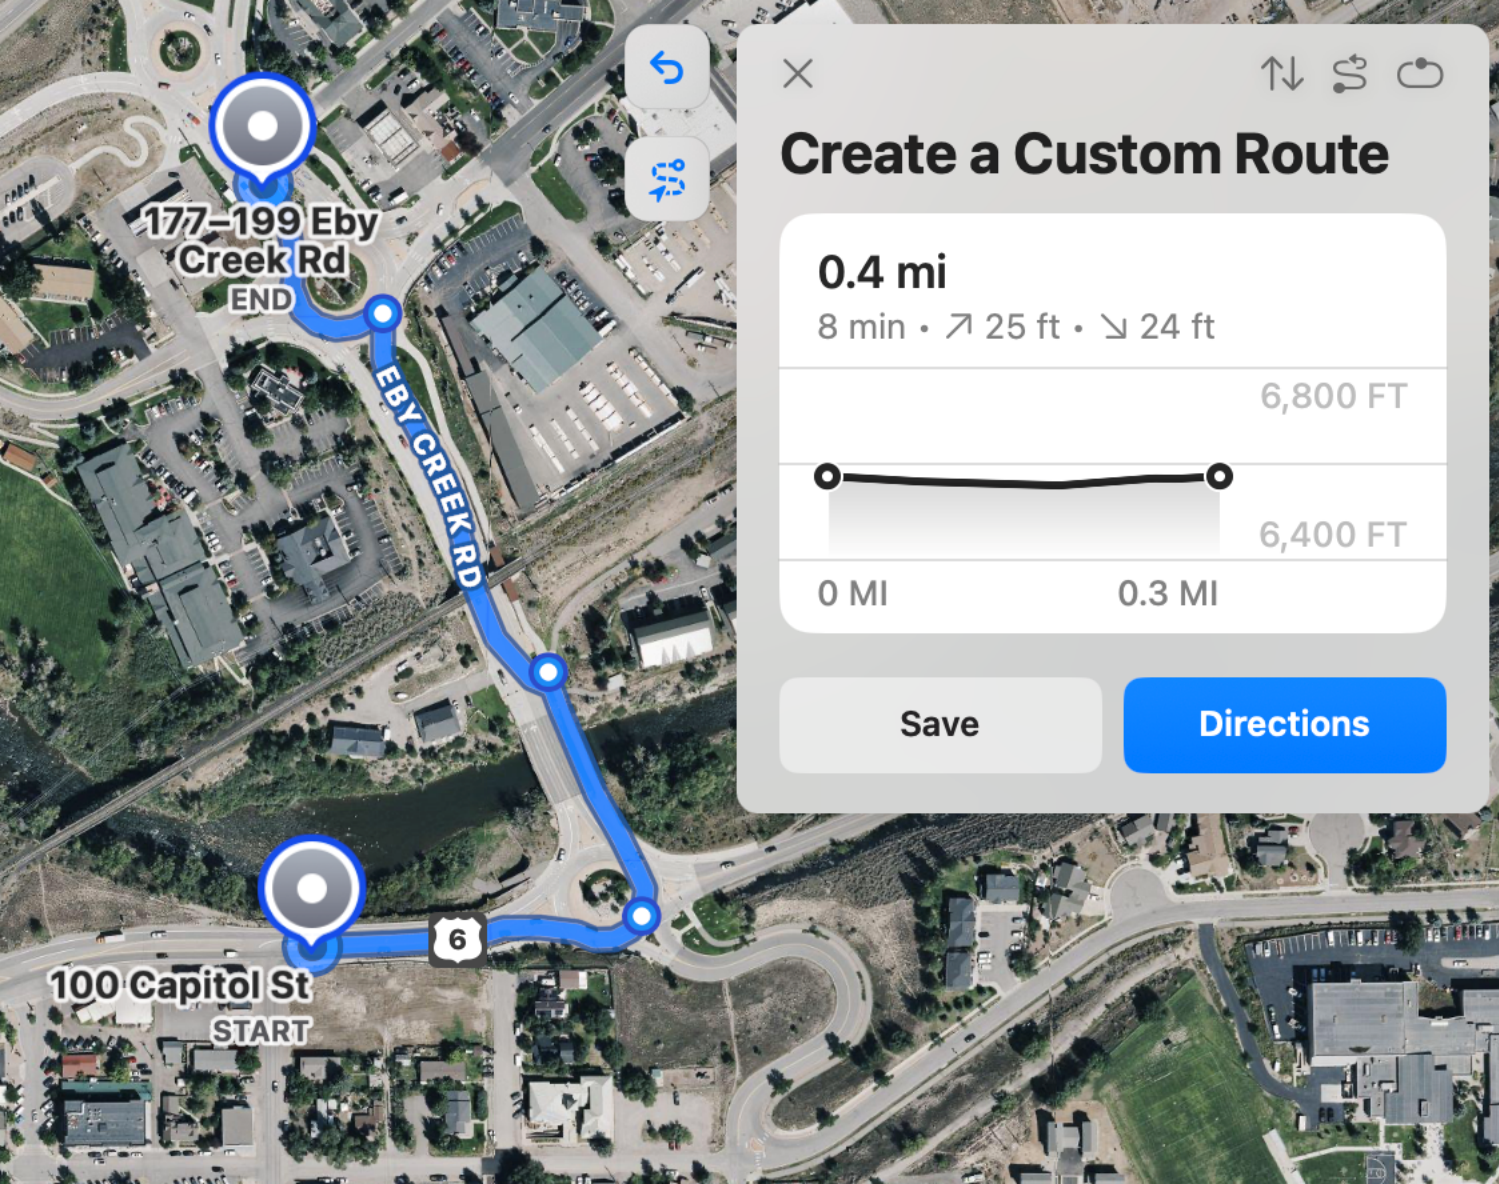 177–199 Eby
Creek Rd
END
EBY CREEK RD
6
100 Capitol St
START
Create a Custom Route
0.4 mi
8 min • ↗ 25 ft • ↘ 24 ft
6,800 FT
6,400 FT
0 MI 0.3 MI
Save
Directions